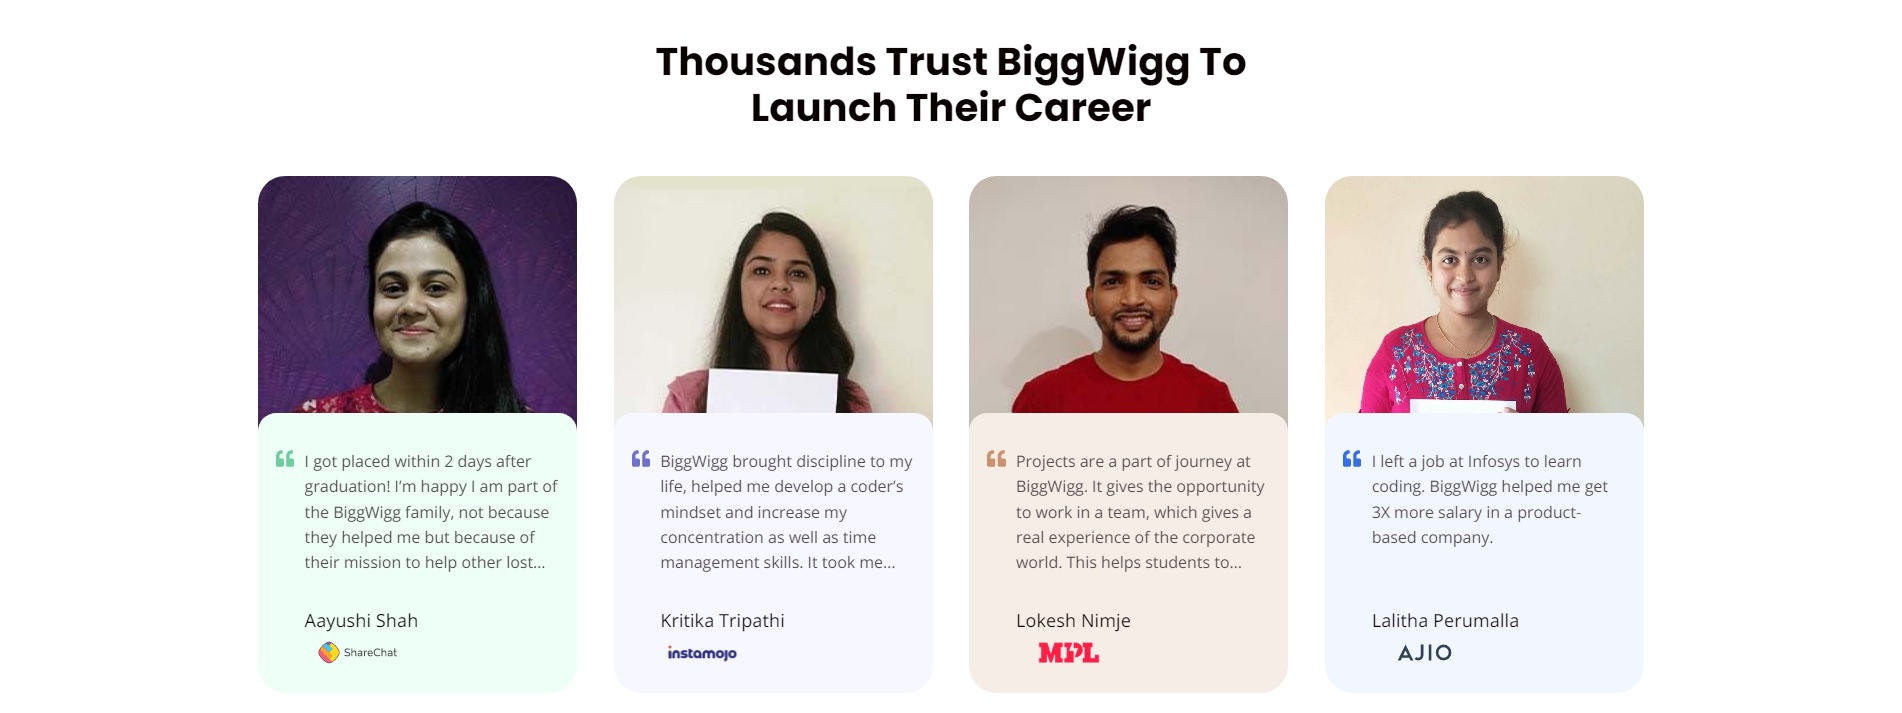 Thousands Trust BiggWigg To
Launch Their Career
I got placed within 2 days after
graduation! I’m happy I am part of
the BiggWigg family, not because
they helped me but because of
their mission to help other lost...
Aayushi Shah
ShareChat
BiggWigg brought discipline to my
life, helped me develop a coder’s
mindset and increase my
concentration as well as time
management skills. It took me...
Kritika Tripathi
instamojo
Projects are a part of journey at
BiggWigg. It gives the opportunity
to work in a team, which gives a
real experience of the corporate
world. This helps students to...
Lokesh Nimje
MPL
I left a job at Infosys to learn
coding. BiggWigg helped me get
3X more salary in a product-
based company.
Lalitha Perumalla
AJIO